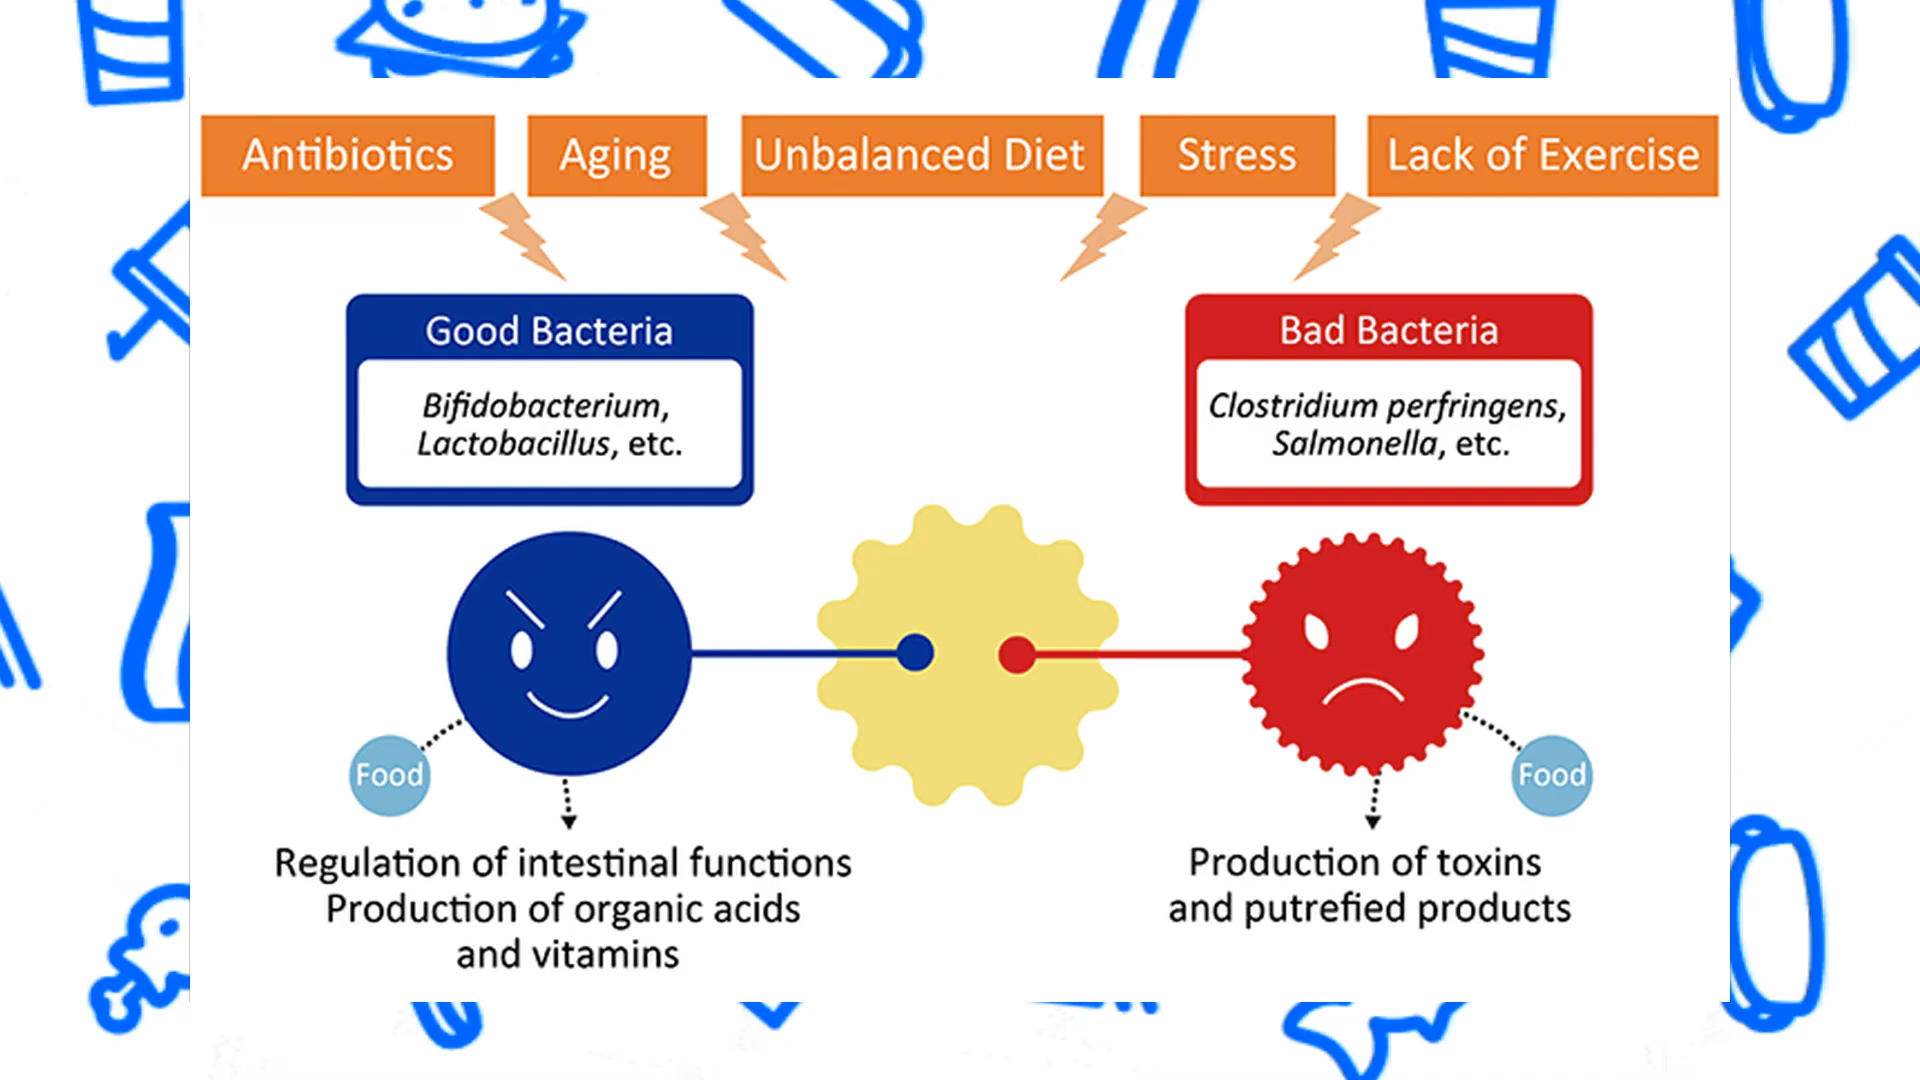 Antibiotics
Aging
Unbalanced Diet
Stress
Lack of Exercise
Good Bacteria
Bifidobacterium,
Lactobacillus, etc.
Bad Bacteria
Clostridium perfringens,
Salmonella, etc.
Food
Food
Regulation of intestinal functions
Production of organic acids
and vitamins
Production of toxins
and putrefied products